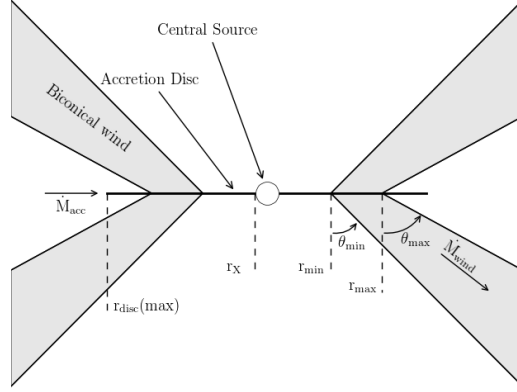 Central Source
Accretion Disc
Biconical wind
Ṁacc
θmin
θmax
Ṁwind
rX
rmin
rmax
rdisc(max)